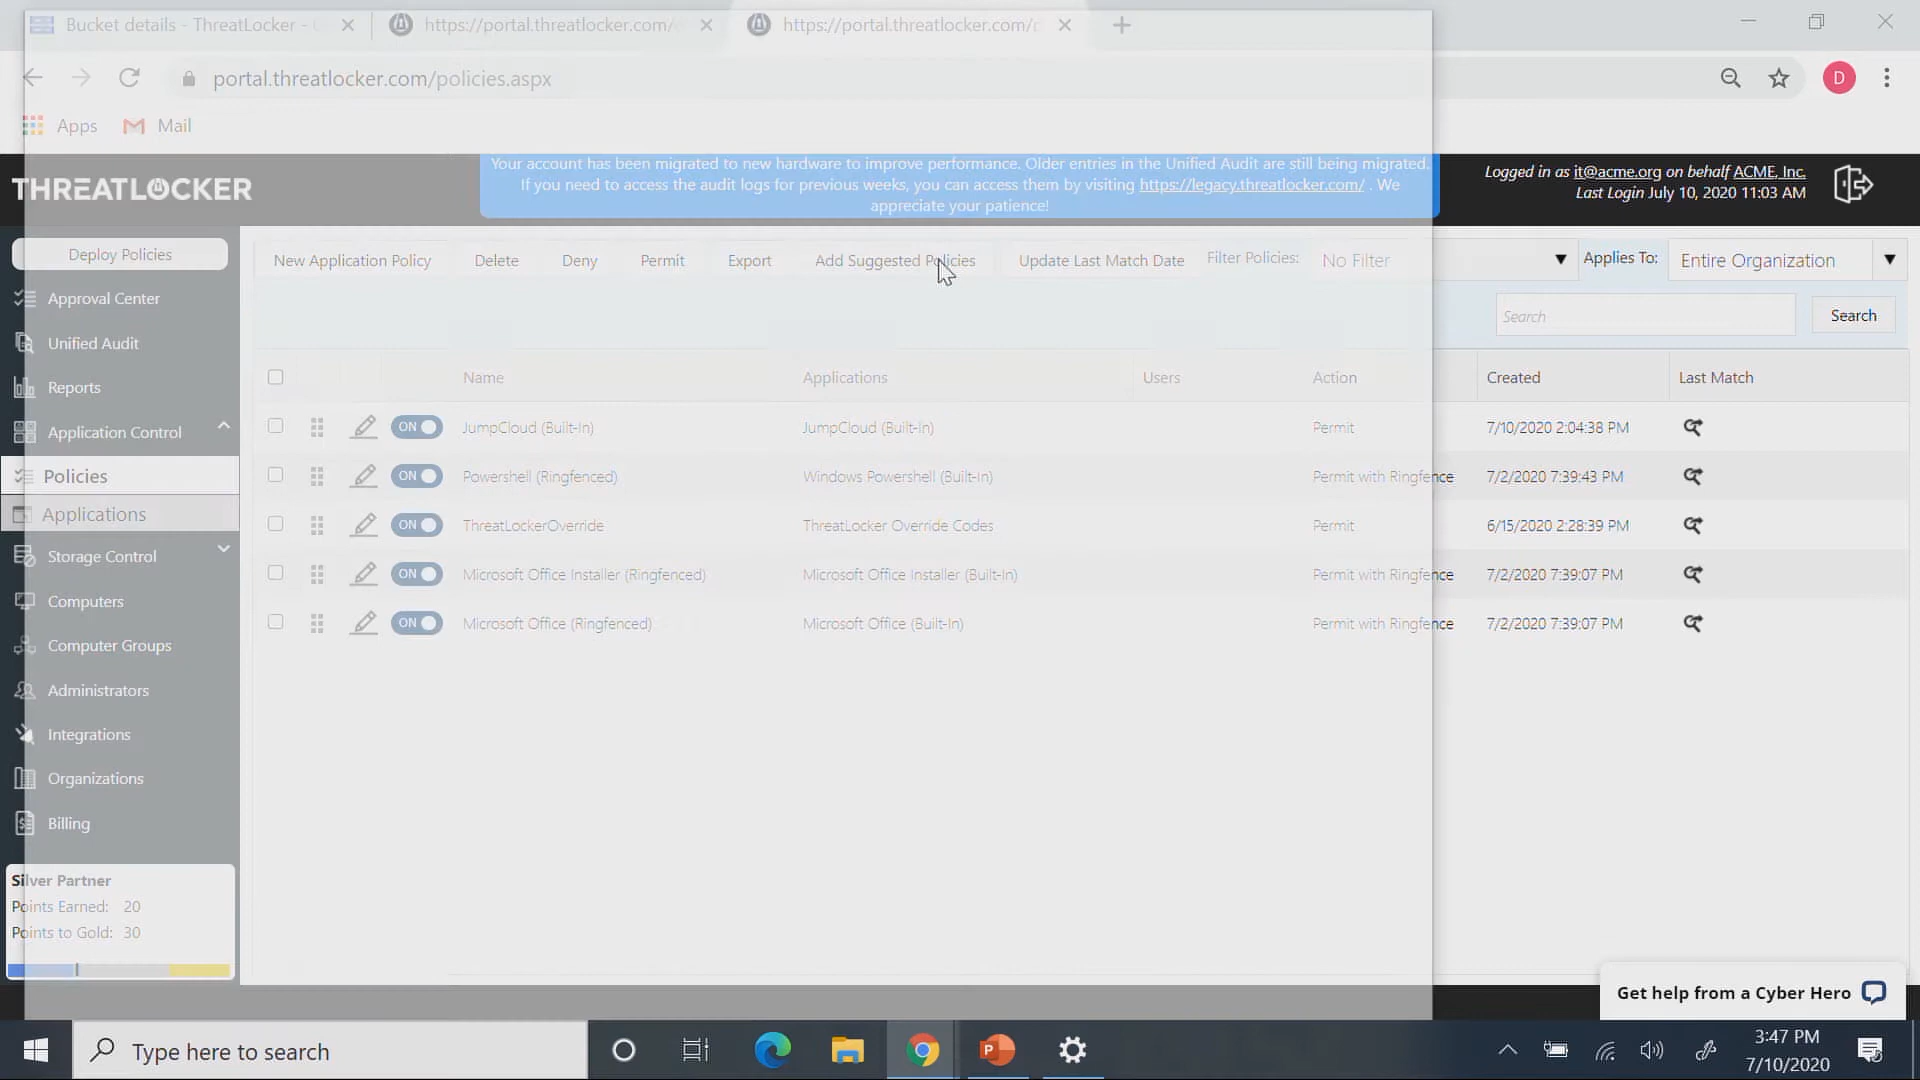 Bucket details - ThreatLocker -
https://portal.threatlocker.com/
https://portal.threatlocker.com/
portal.threatlocker.com/policies.aspx
D
Apps
Mail
THREATLOCKER
Your account has been migrated to new hardware to improve performance. Older entries in the Unified Audit are still being migrated.
If you need to access the audit logs for previous weeks, you can access them by visiting https://legacy.threatlocker.com/ . We
appreciate your patience!
Logged in as it@acme.org on behalf ACME, Inc.
Last Login July 10, 2020 11:03 AM
Deploy Policies
Approval Center
Unified Audit
Reports
Application Control
Policies
Applications
Storage Control
Computers
Computer Groups
Administrators
Integrations
Organizations
Billing
Silver Partner
Points Earned: 20
Points to Gold: 30
New Application Policy Delete Deny Permit Export Add Suggested Policies Update Last Match Date Filter Policies: No Filter Applies To: Entire Organization
Search Search
Name Applications Users Action Created Last Match
ON JumpCloud (Built-In) JumpCloud (Built-In) Permit 7/10/2020 2:04:38 PM
ON Powershell (Ringfenced) Windows Powershell (Built-In) Permit with Ringfence 7/2/2020 7:39:43 PM
ON ThreatLockerOverride ThreatLocker Override Codes Permit 6/15/2020 2:28:39 PM
ON Microsoft Office Installer (Ringfenced) Microsoft Office Installer (Built-In) Permit with Ringfence 7/2/2020 7:39:07 PM
ON Microsoft Office (Ringfenced) Microsoft Office (Built-In) Permit with Ringfence 7/2/2020 7:39:07 PM
Get help from a Cyber Hero
Type here to search
P
3:47 PM
7/10/2020